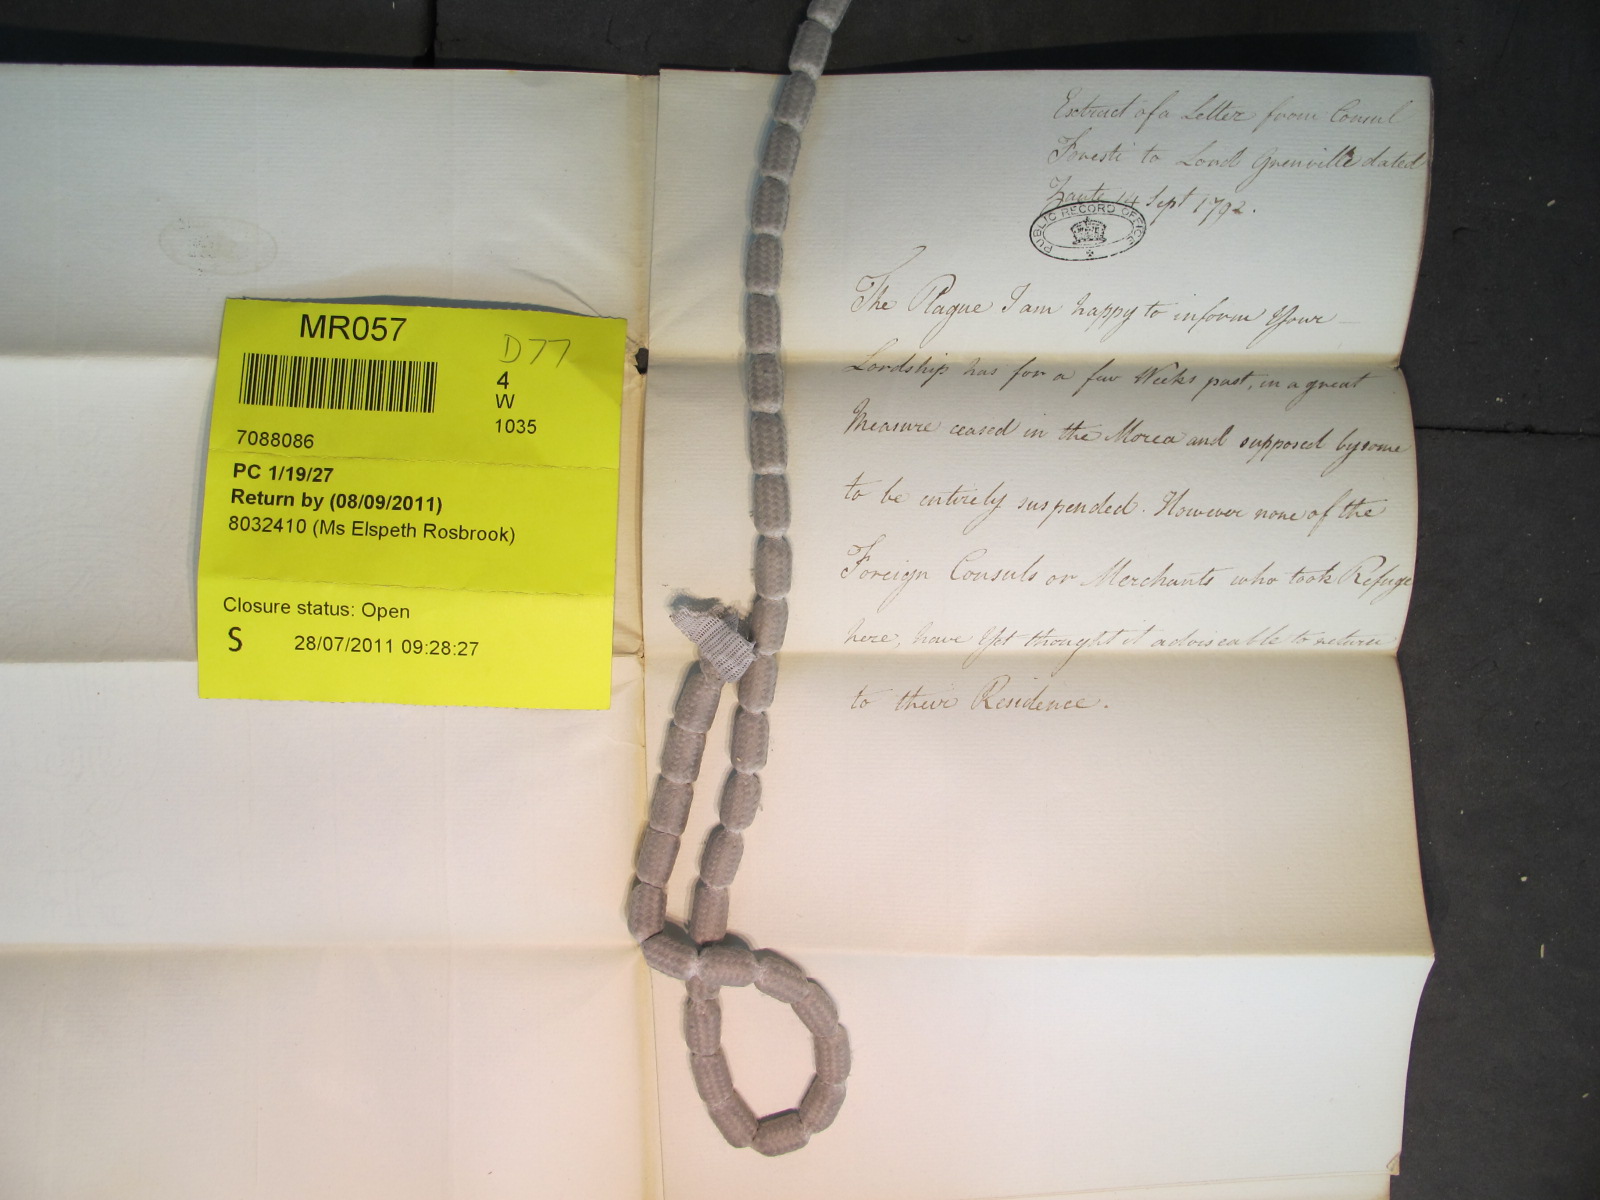 MR057
D77
4
W
1035
7088086
PC 1/19/27
Return by (08/09/2011)
8032410 (Ms Elspeth Rosbrook)
Closure status: Open
S 28/07/2011 09:28:27
Extract of a Letter from Consul
Foresti to Lord Grenville dated
Zante 14 Sept 1792.
PUBLIC RECORD OFFICE
The Plague I am happy to inform Your
Lordship has for a few Weeks past, in a great
Measure ceased in the Morea and supposed by some
to be entirely suspended. However none of the
Foreign Consuls or Merchants who took Refuge
here, have Yet thought it adviseable to return
to their Residence.